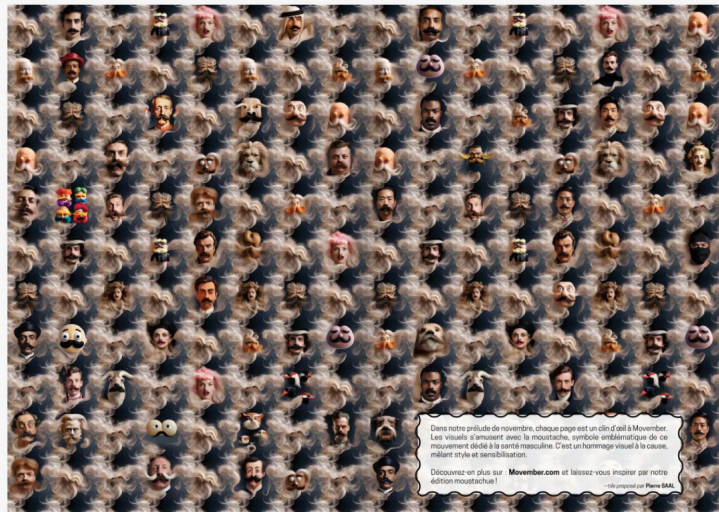 Dans notre prélude de novembre, chaque page est un clin d'œil à Movember.
Les visuels s'amusent avec la moustache, symbole emblématique de ce
mouvement dédié à la santé masculine. C'est un hommage visuel à la cause,
mêlant style et sensibilisation.
Découvrez-en plus sur : Movember.com et laissez-vous inspirer par notre
édition moustachue !
—idée proposé par Pierre SAAL